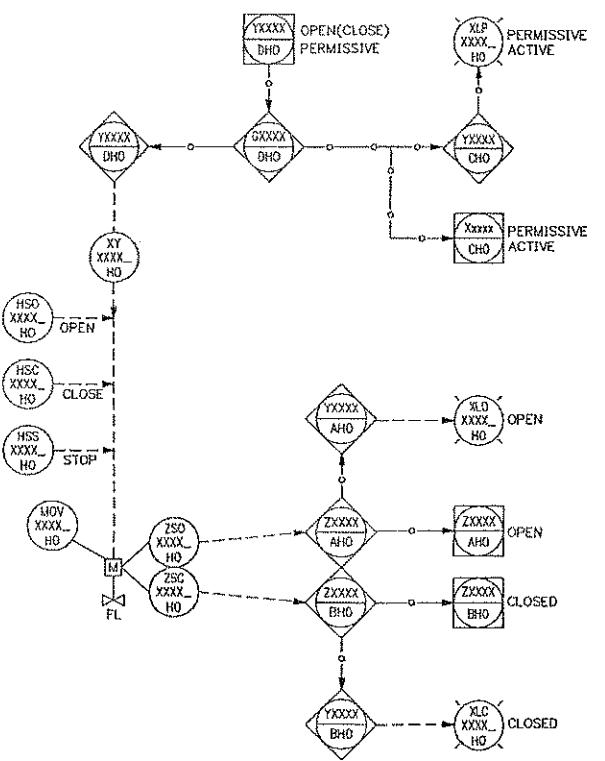 YXXXX
DHO
OPEN(CLOSE)
PERMISSIVE
XLP
XXXX_
HO
PERMISSIVE
ACTIVE
YXXXX
DHO
GXXXX
DHO
YXXXX
CHO
Xxxxx
CHO
PERMISSIVE
ACTIVE
XY
XXXX_
HO
HSO
XXXX_
HO
OPEN
HSC
XXXX_
HO
CLOSE
HSS
XXXX_
HO
STOP
YXXXX
AHO
XLO
XXXX_
HO
OPEN
MOV
XXXX_
HO
ZSO
XXXX_
HO
ZXXXX
AHO
ZXXXX
AHO
OPEN
M
FL
ZSC
XXXX_
HO
ZXXXX
BHO
ZXXXX
BHO
CLOSED
YXXXX
BHO
XLC
XXXX_
HO
CLOSED